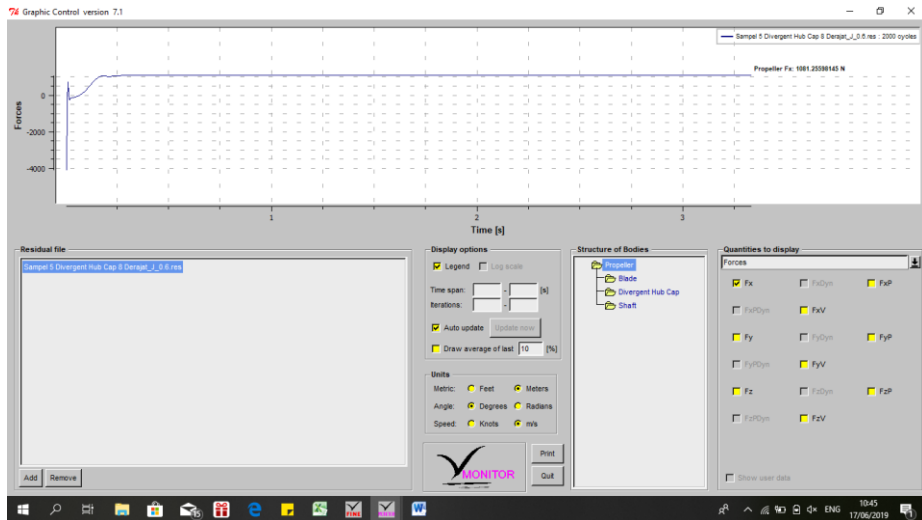 Graphic Control version 7.1
Sampel 5 Divergent Hub Cap 8 Derajat_J_0.6.res : 2000 cycles
Propeller Fx: 1081.25590145 N
Forces
0
-2000
-4000
1
2
3
Time [s]
Residual file
Sampel 5 Divergent Hub Cap 8 Derajat_J_0.6.res
Add
Remove
Display options
Legend
Log scale
Time span:
-
[s]
Iterations:
-
Auto update
Update now
Draw average of last
10
[%]
Units
Metric:
Feet
Meters
Angle:
Degrees
Radians
Speed:
Knots
m/s
MONITOR
Print
Quit
Structure of Bodies
Propeller
Blade
Divergent Hub Cap
Shaft
Quantities to display
Forces
Fx
FxDyn
FxP
FxPDyn
FxV
Fy
FyDyn
FyP
FyPDyn
FyV
Fz
FzDyn
FzP
FzPDyn
FzV
Show user data
ENG
10:45
17/06/2019